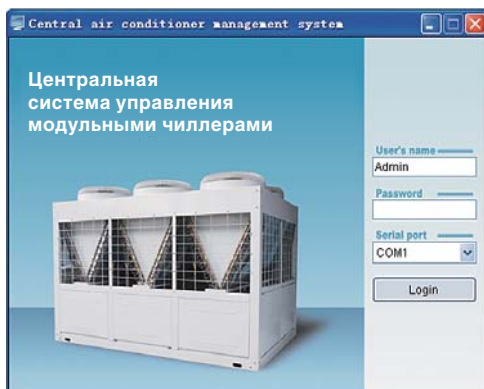 Central air conditioner management system
Центральная
система управления
модульными чиллерами
User's name
Admin
Password
Serial port
COM1
Login